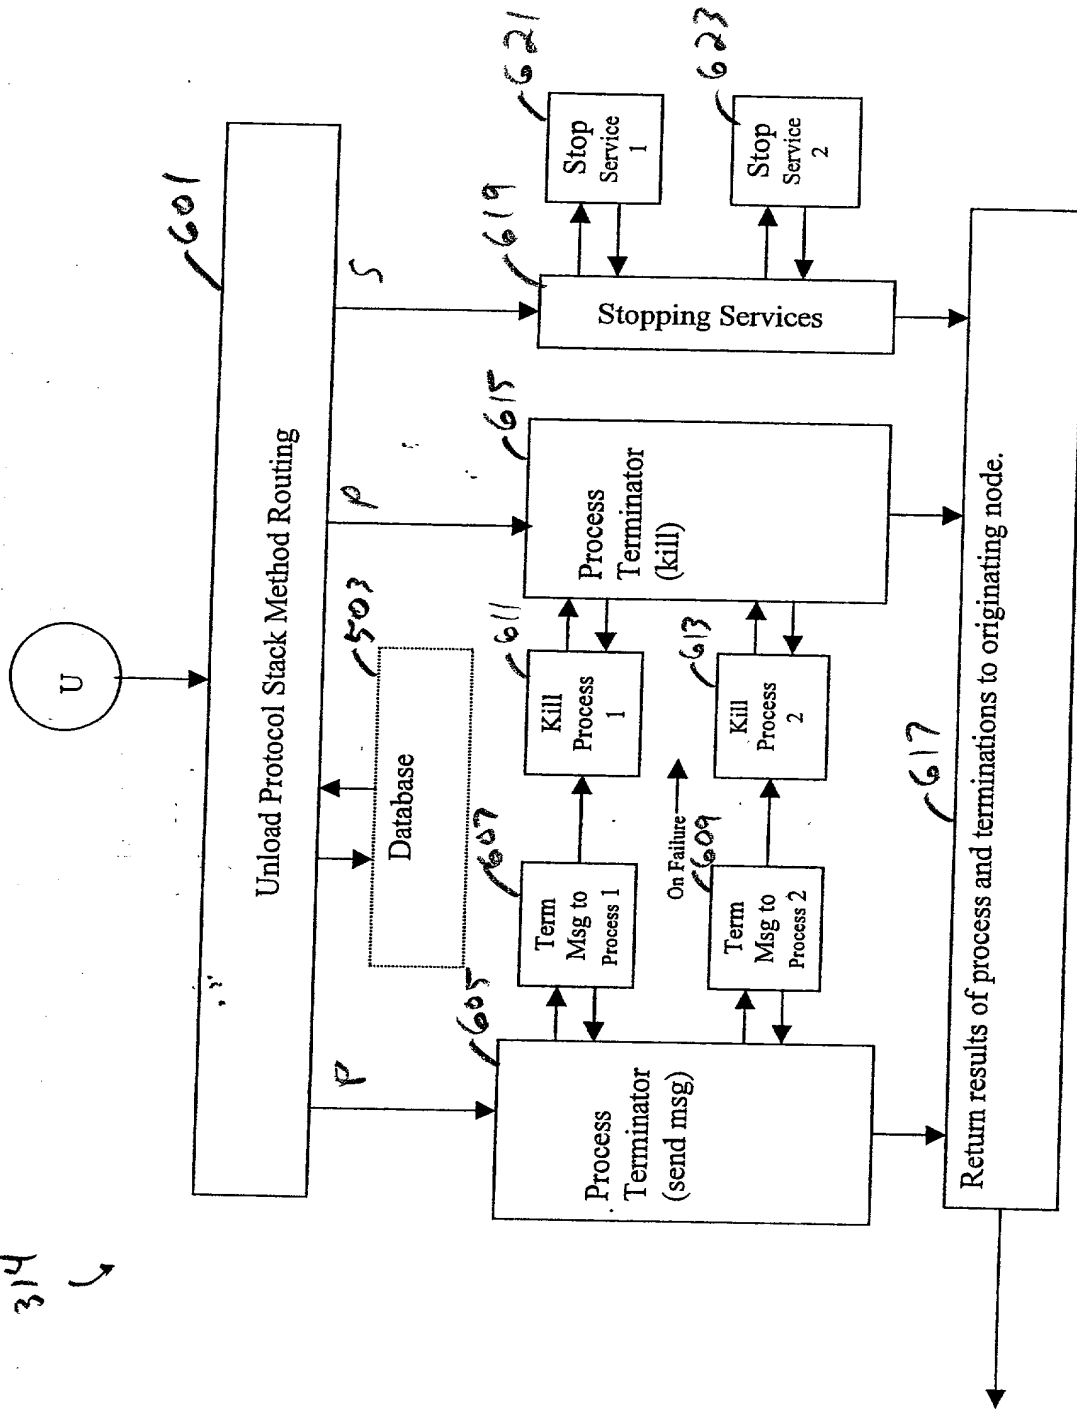 314
U
601
Unload Protocol Stack Method Routing
P
503
Database
P
S
605
Process
Terminator
(send msg)
607
Term
Msg to
Process 1
611
Kill
Process
1
On Failure
609
Term
Msg to
Process 2
613
Kill
Process
2
615
Process
Terminator
(kill)
619
Stopping Services
621
Stop
Service
1
623
Stop
Service
2
617
Return results of process and terminations to originating node.